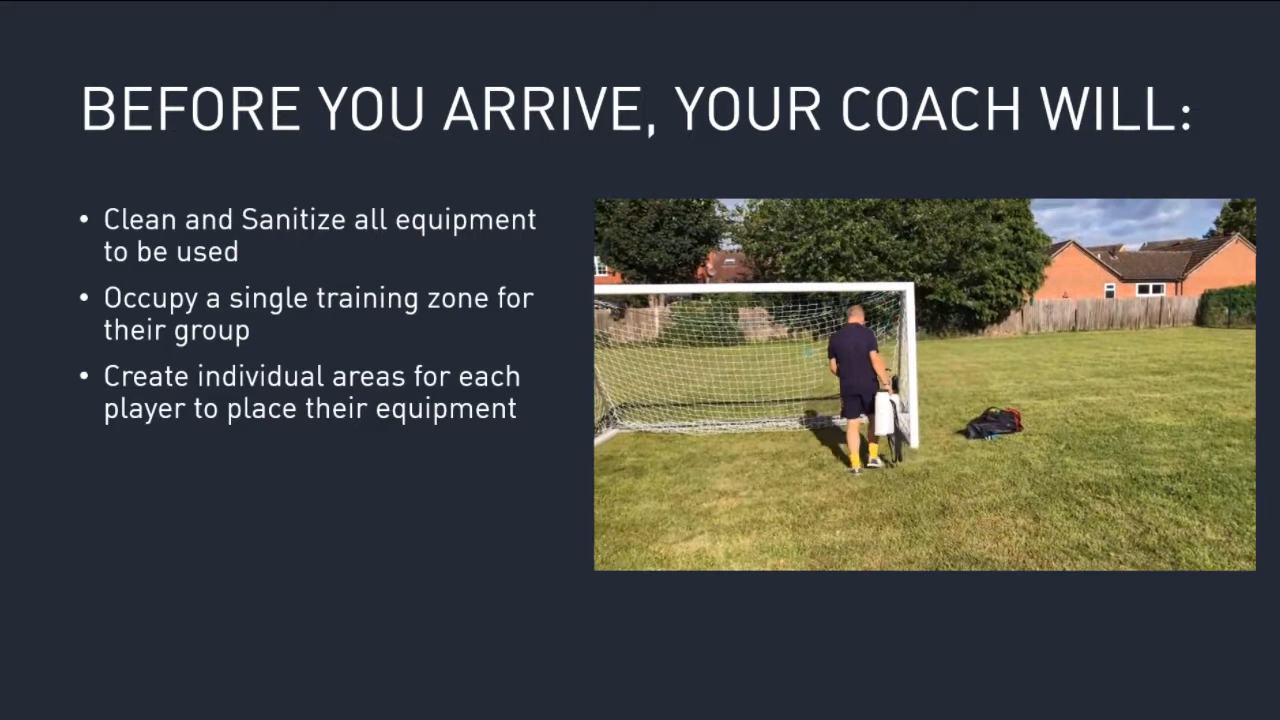 BEFORE YOU ARRIVE, YOUR COACH WILL:
• Clean and Sanitize all equipment
to be used
• Occupy a single training zone for
their group
• Create individual areas for each
player to place their equipment